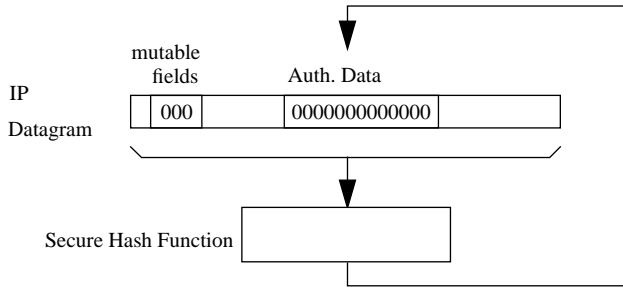 mutable
fields
Auth. Data
IP
Datagram
000
0000000000000
Secure Hash Function